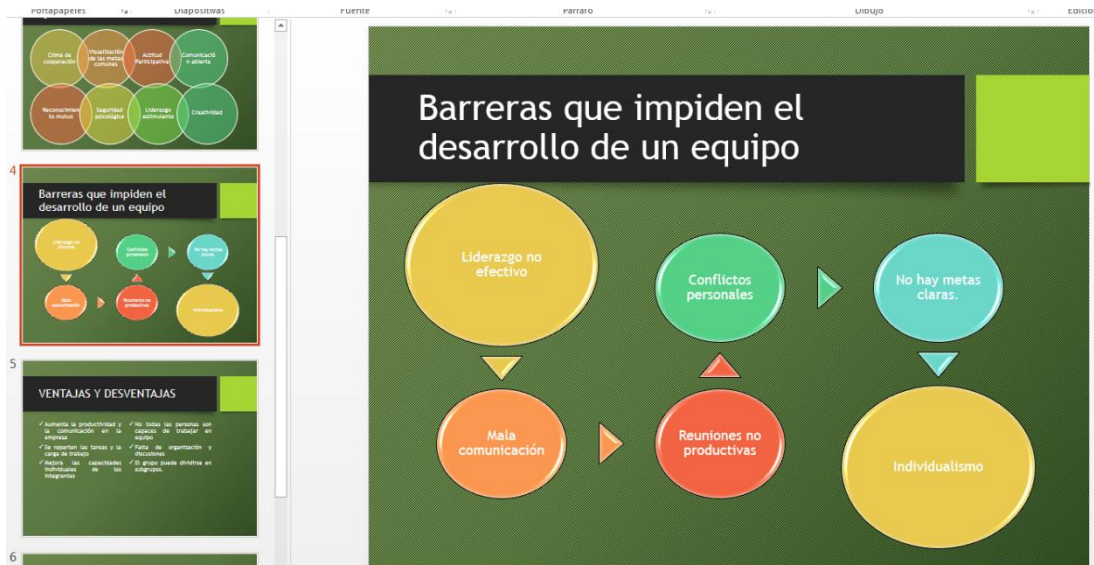 Portapapeles
Diapositivas
Fuente
Párrafo
Dibujo
Edición
Clima de
cooperación
Visualización
de las metas
comunes
Actitud
Participativa
Comunicació
n abierta
Reconocimien
to mutuo
Seguridad
psicológica
Liderazgo
estimulante
Creatividad
4
Barreras que impiden el
desarrollo de un equipo
Liderazgo no
efectivo
Conflictos
personales
No hay metas
claras.
Mala
comunicación
Reuniones no
productivas
Individualismo
5
VENTAJAS Y DESVENTAJAS
✓ Aumenta la productividad y
la comunicación en la
empresa
✓ Se reparten las tareas y la
carga de trabajo
✓ Mejora las capacidades
individuales de los
integrantes
✓ No todas las personas son
capaces de trabajar en
equipo
✓ Falta de organización y
discusiones
✓ El grupo puede dividirse en
subgrupos.
6
Barreras que impiden el
desarrollo de un equipo
Liderazgo no
efectivo
Conflictos
personales
No hay metas
claras.
Mala
comunicación
Reuniones no
productivas
Individualismo